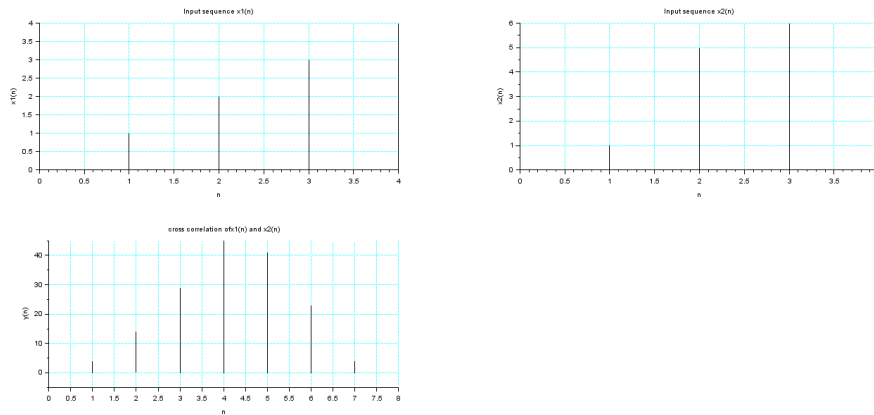 Input sequence x1(n)
4
3.5
3
2.5
2
1.5
1
0.5
0
x1(n)
0 0.5 1 1.5 2 2.5 3 3.5 4
n
Input sequence x2(n)
6
5
4
3
2
1
0
x2(n)
0 0.5 1 1.5 2 2.5 3 3.5
n
cross correlation ofx1(n) and x2(n)
40
30
20
10
0
y(n)
0 0.5 1 1.5 2 2.5 3 3.5 4 4.5 5 5.5 6 6.5 7 7.5 8
n